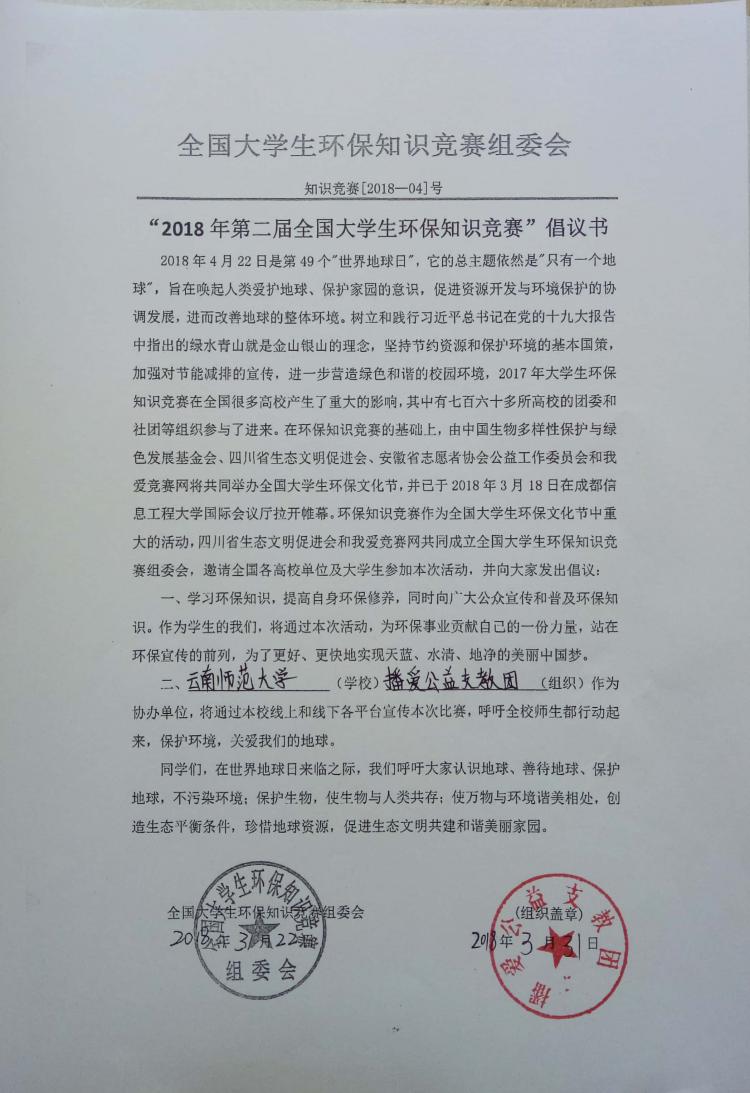 全国大学生环保知识竞赛组委会
知识竞赛[2018—04]号
“2018 年第二届全国大学生环保知识竞赛”倡议书
2018 年 4 月 22 日是第 49 个"世界地球日"，它的总主题依然是"只有一个地
球"，旨在唤起人类爱护地球、保护家园的意识，促进资源开发与环境保护的协
调发展，进而改善地球的整体环境。树立和践行习近平总书记在党的十九大报告
中指出的绿水青山就是金山银山的理念，坚持节约资源和保护环境的基本国策，
加强对节能减排的宣传，进一步营造绿色和谐的校园环境，2017 年大学生环保
知识竞赛在全国很多高校产生了重大的影响，其中有七百六十多所高校的团委和
社团等组织参与了进来。在环保知识竞赛的基础上，由中国生物多样性保护与绿
色发展基金会、四川省生态文明促进会、安徽省志愿者协会公益工作委员会和我
爱竞赛网将共同举办全国大学生环保文化节，并已于 2018 年 3 月 18 日在成都信
息工程大学国际会议厅拉开帷幕。环保知识竞赛作为全国大学生环保文化节中重
大的活动，四川省生态文明促进会和我爱竞赛网共同成立全国大学生环保知识竞
赛组委会，邀请全国各高校单位及大学生参加本次活动，并向大家发出倡议：
一、学习环保知识，提高自身环保修养，同时向广大公众宣传和普及环保知
识。作为学生的我们，将通过本次活动，为环保事业贡献自己的一份力量，站在
环保宣传的前列，为了更好、更快地实现天蓝、水清、地净的美丽中国梦。
二、云南师范大学（学校）播爱公益支教团（组织）作为
协办单位，将通过本校线上和线下各平台宣传本次比赛，呼吁全校师生都行动起
来，保护环境，关爱我们的地球。
同学们，在世界地球日来临之际，我们呼吁大家认识地球、善待地球、保护
地球，不污染环境；保护生物，使生物与人类共存；使万物与环境谐美相处，创
造生态平衡条件，珍惜地球资源，促进生态文明共建和谐美丽家园。
全国大学生环保知识竞赛组委会
2018年3月22日
全国大学生环保知识竞赛
组委会
(组织盖章)
2018年3月31日
播爱公益支教团